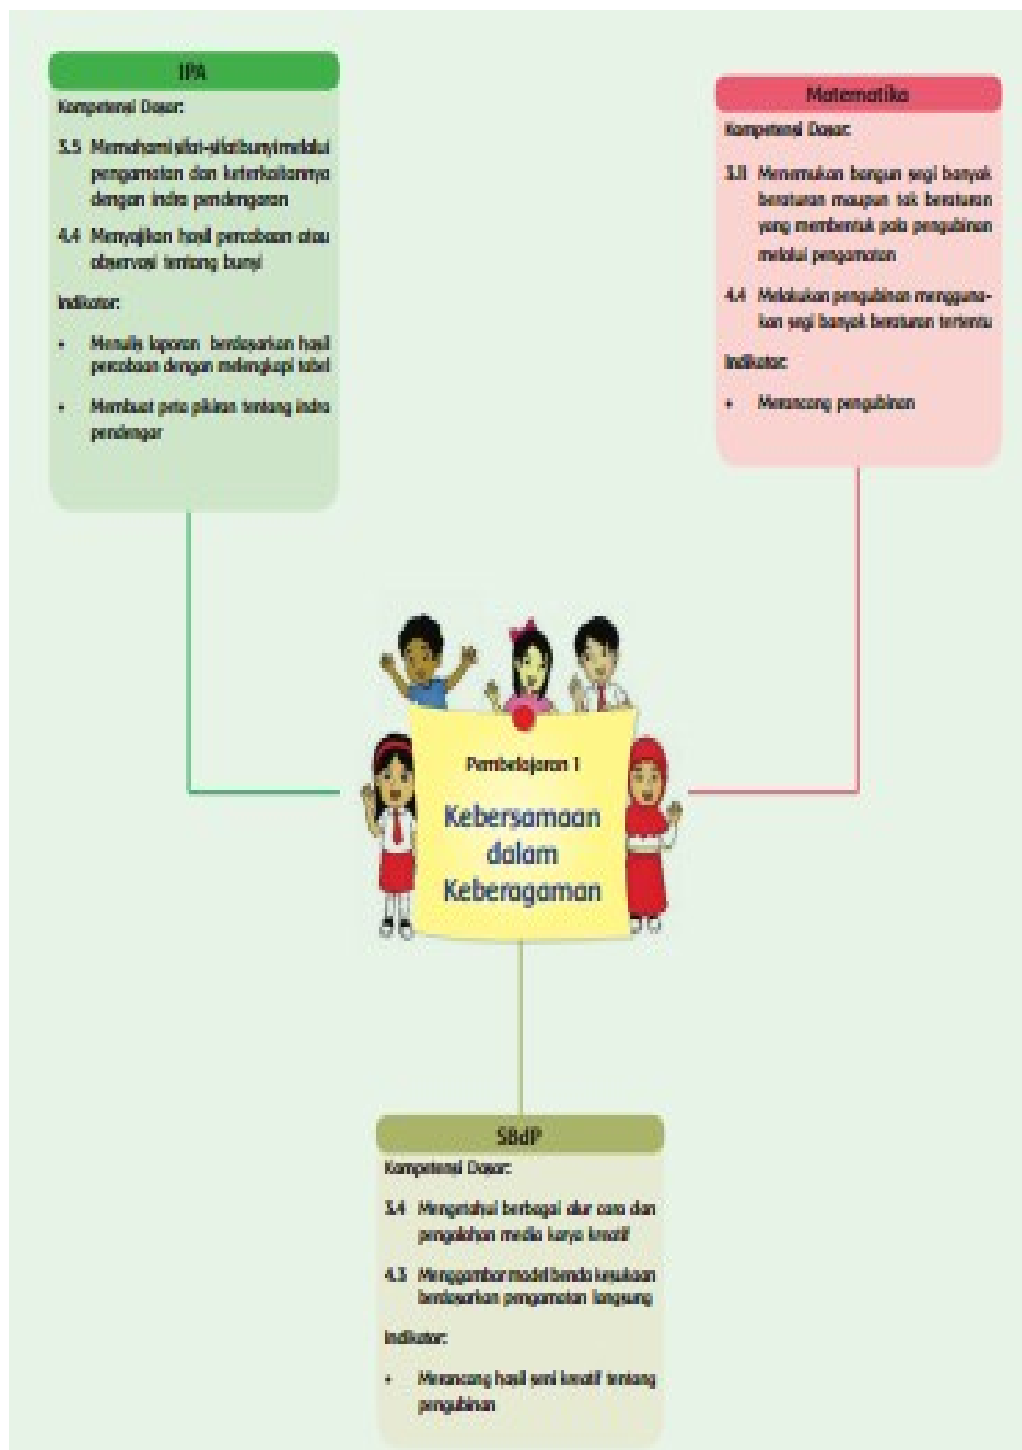 IPA
Kompetensi Dasar:
3.5 Memahami sifat-sifat bunyi melalui
pengamatan dan keterkaitannya
dengan indra pendengaran
4.4 Menyajikan hasil percobaan atau
observasi tentang bunyi
Indikator:
• Menulis laporan berdasarkan hasil
percobaan dengan melengkapi tabel
• Membuat peta pikiran tentang indra
pendengar
Matematika
Kompetensi Dasar:
3.11 Menemukan bangun segi banyak
beraturan maupun tak beraturan
yang membentuk pola pengubinan
melalui pengamatan
4.4 Melakukan pengubinan mengguna-
kan segi banyak beraturan tertentu
Indikator:
• Merancang pengubinan
Pembelajaran 1
Kebersamaan
dalam
Keberagaman
SBdP
Kompetensi Dasar:
3.4 Mengetahui berbagai alur cara dan
pengolahan media karya kreatif
4.3 Menggambar model benda kesukaan
berdasarkan pengamatan langsung
Indikator:
• Merancang hasil seni kreatif tentang
pengubinan